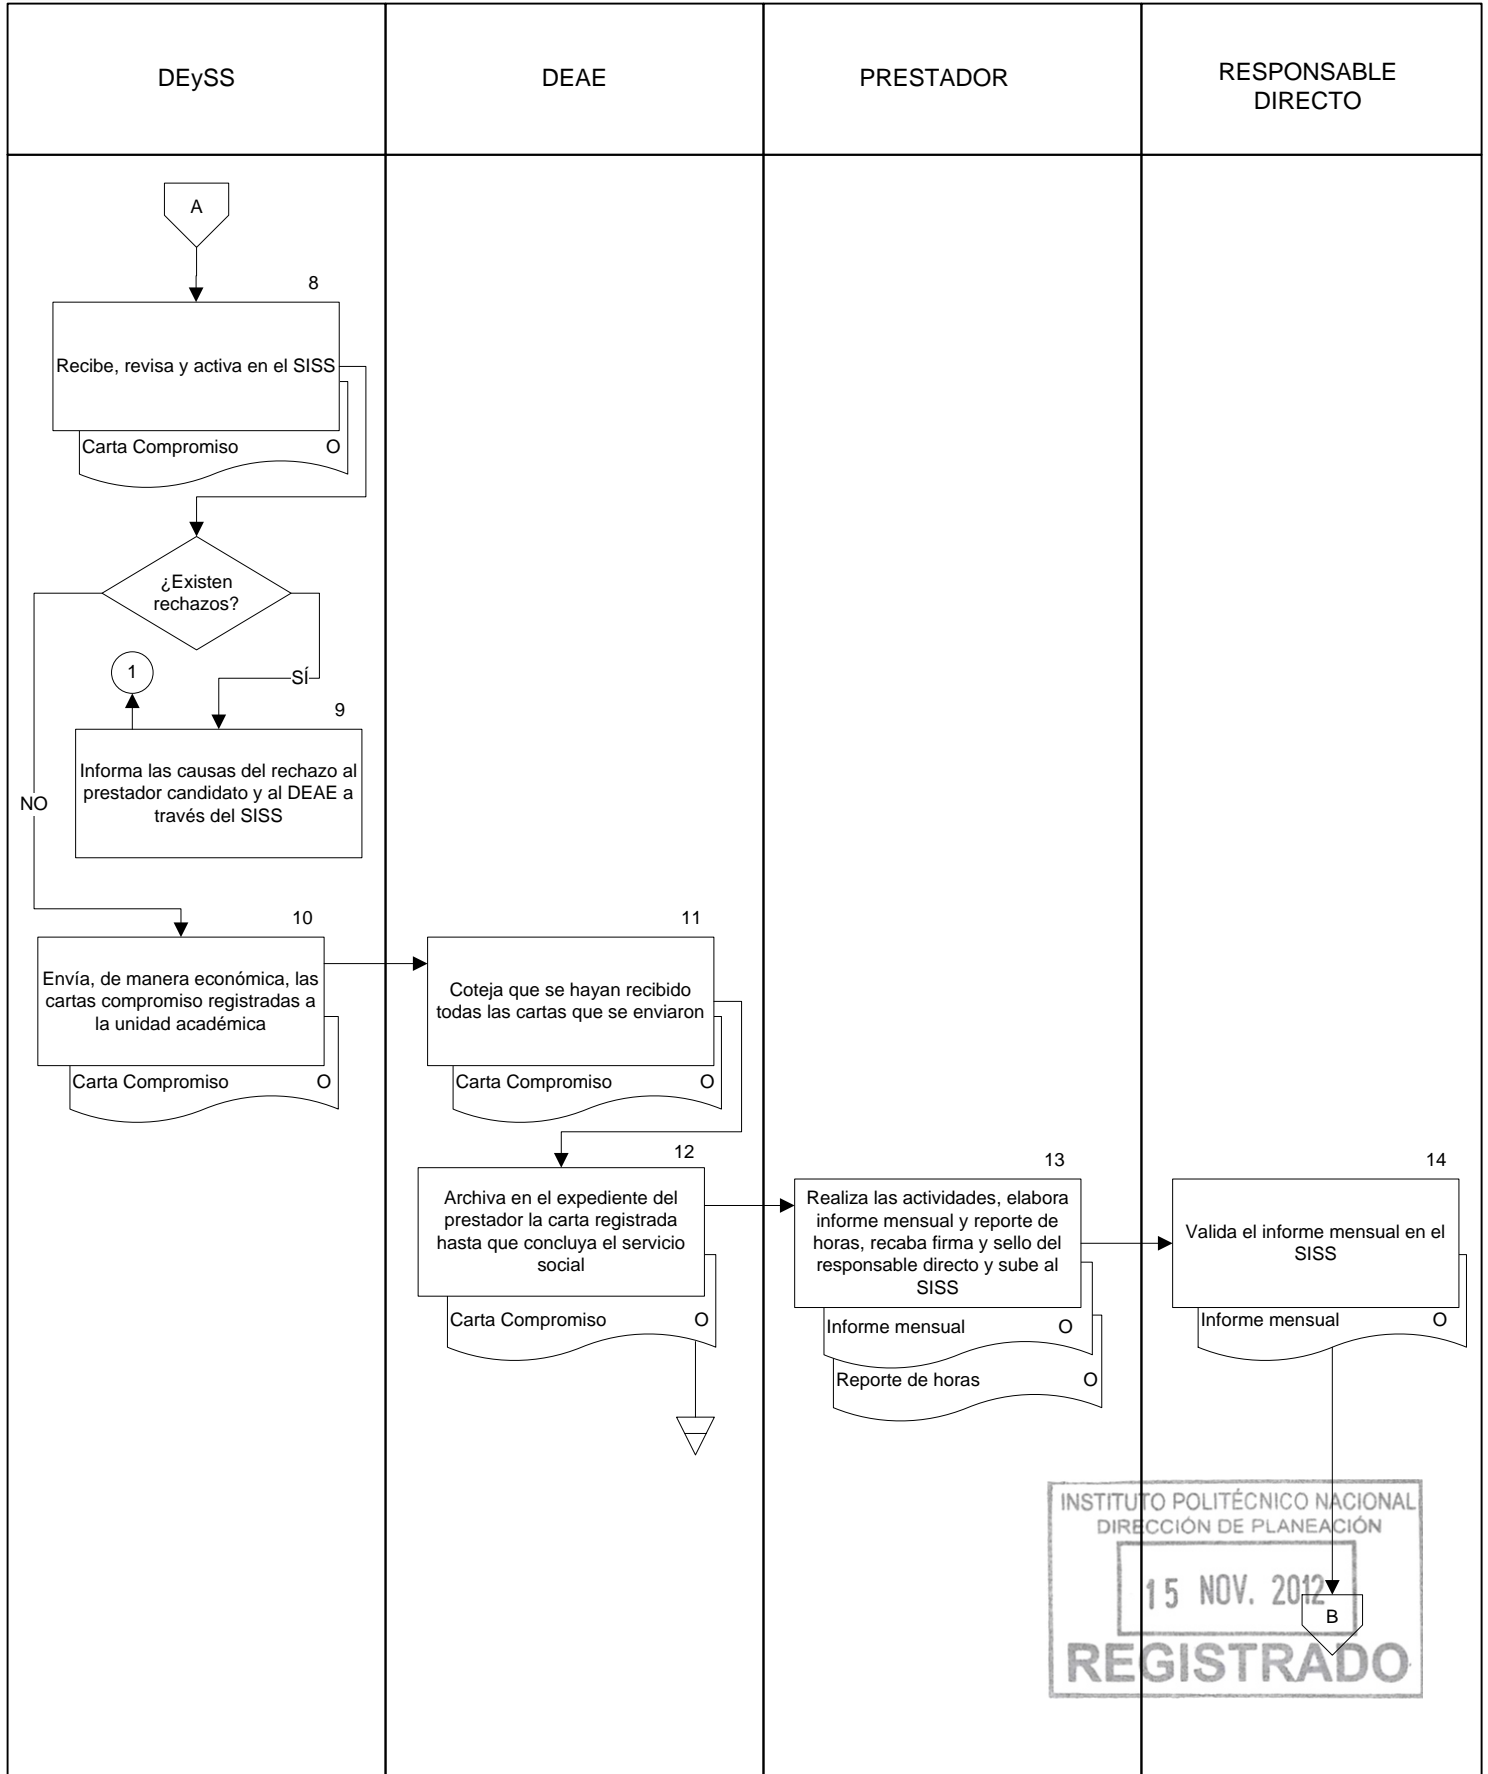 DEySS
DEAE
PRESTADOR
RESPONSABLE
DIRECTO
A
8
Recibe, revisa y activa en el SISS
Carta Compromiso O
¿Existen
rechazos?
1
SÍ
9
Informa las causas del rechazo al
prestador candidato y al DEAE a
través del SISS
NO
10
Envía, de manera económica, las
cartas compromiso registradas a
la unidad académica
Carta Compromiso O
11
Coteja que se hayan recibido
todas las cartas que se enviaron
Carta Compromiso O
12
Archiva en el expediente del
prestador la carta registrada
hasta que concluya el servicio
social
Carta Compromiso O
13
Realiza las actividades, elabora
informe mensual y reporte de
horas, recaba firma y sello del
responsable directo y sube al
SISS
Informe mensual O
Reporte de horas O
14
Valida el informe mensual en el
SISS
Informe mensual O
INSTITUTO POLITÉCNICO NACIONAL
DIRECCIÓN DE PLANEACIÓN
15 NOV. 2012
B
REGISTRADO